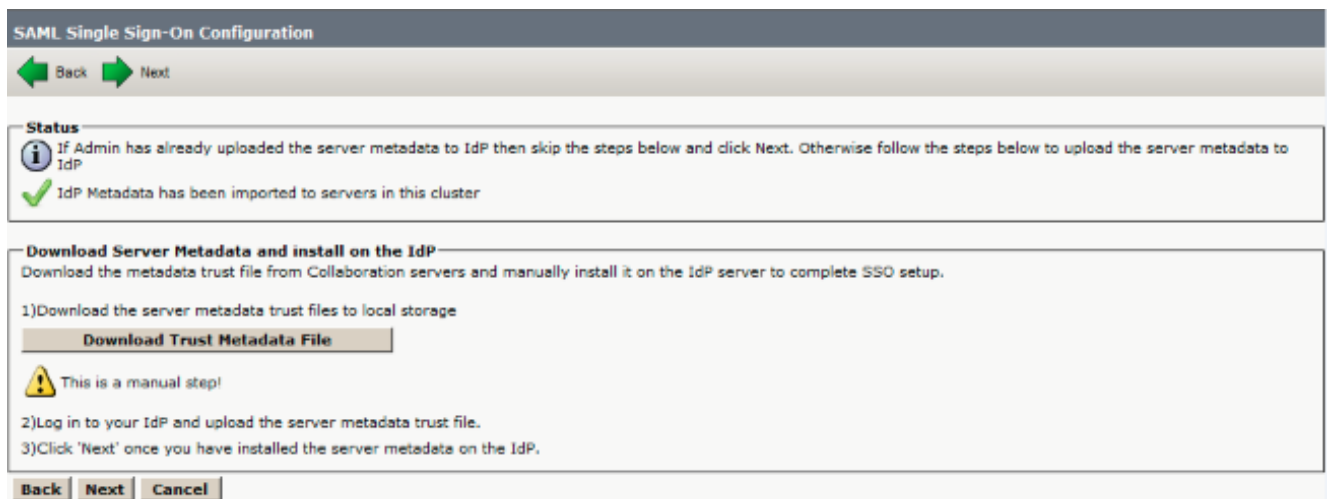 SAML Single Sign-On Configuration
Back Next
Status
If Admin has already uploaded the server metadata to IdP then skip the steps below and click Next. Otherwise follow the steps below to upload the server metadata to
IdP
IdP Metadata has been imported to servers in this cluster
Download Server Metadata and install on the IdP
Download the metadata trust file from Collaboration servers and manually install it on the IdP server to complete SSO setup.
1)Download the server metadata trust files to local storage
Download Trust Metadata File
This is a manual step!
2)Log in to your IdP and upload the server metadata trust file.
3)Click 'Next' once you have installed the server metadata on the IdP.
Back Next Cancel